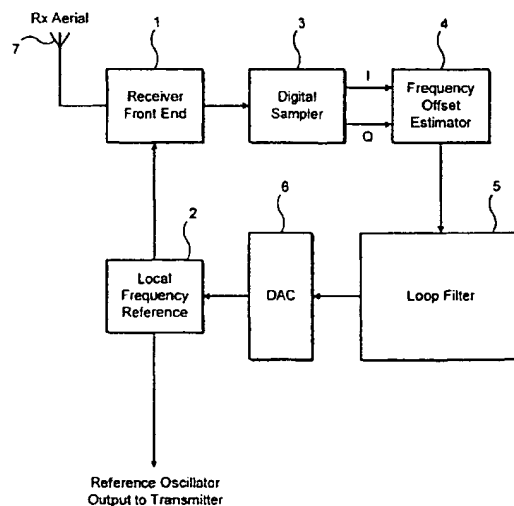 Rx Aerial
7
1
Receiver
Front End
3
Digital
Sampler
I
Q
4
Frequency
Offset
Estimator
2
Local
Frequency
Reference
6
DAC
5
Loop Filter
Reference Oscillator
Output to Transmitter